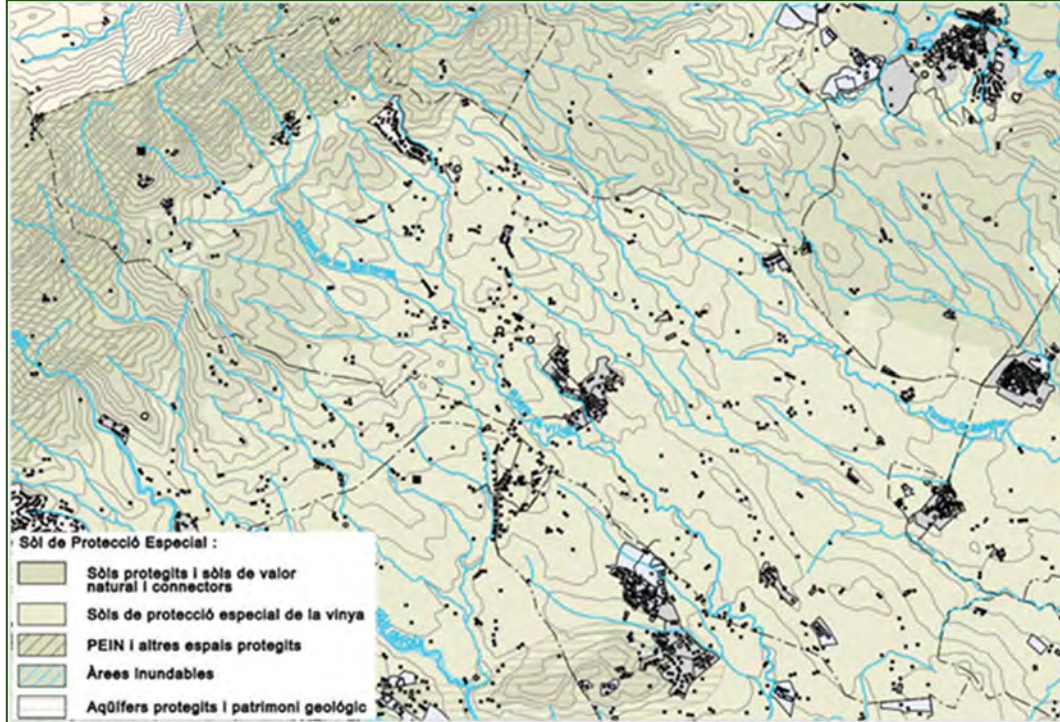 Sòl de Protecció Especial :
Sòls protegits i sòls de valor
natural i connectors
Sòls de protecció especial de la vinya
PEIN i altres espais protegits
Àrees Inundables
Aqüífers protegits i patrimoni geològic